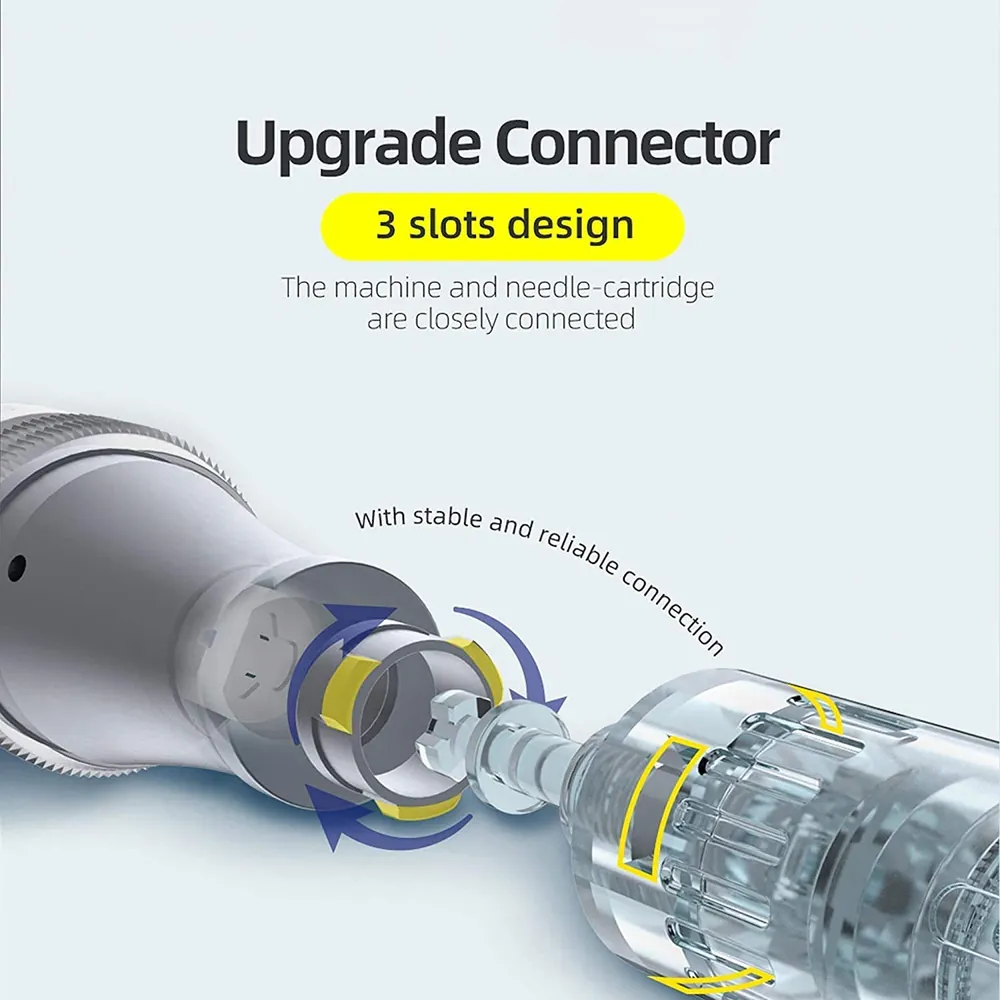 Upgrade Connector
3 slots design
The machine and needle-cartridge
are closely connected
With stable and reliable connection